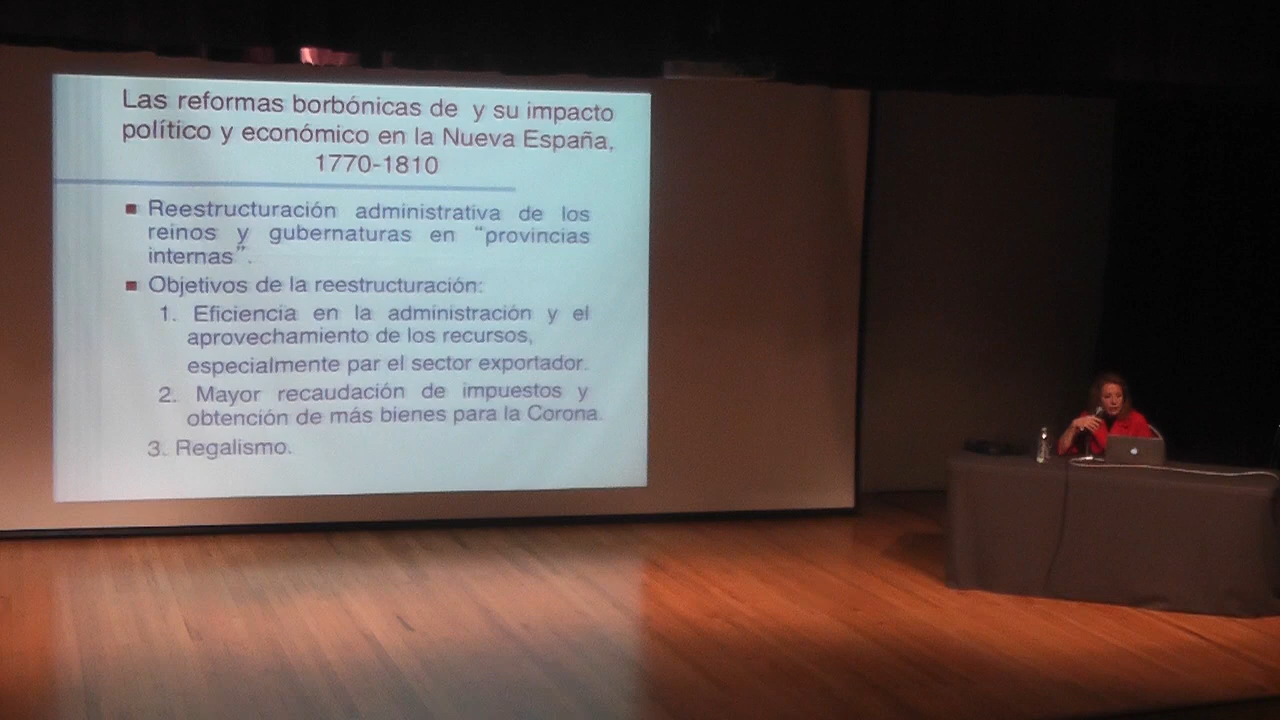 Las reformas borbónicas de y su impacto
político y económico en la Nueva España,
1770-1810
Reestructuración administrativa de los
reinos y gubernaturas en "provincias
internas".
Objetivos de la reestructuración:
1. Eficiencia en la administración y el
aprovechamiento de los recursos,
especialmente par el sector exportador.
2. Mayor recaudación de impuestos y
obtención de más bienes para la Corona.
3. Regalismo.